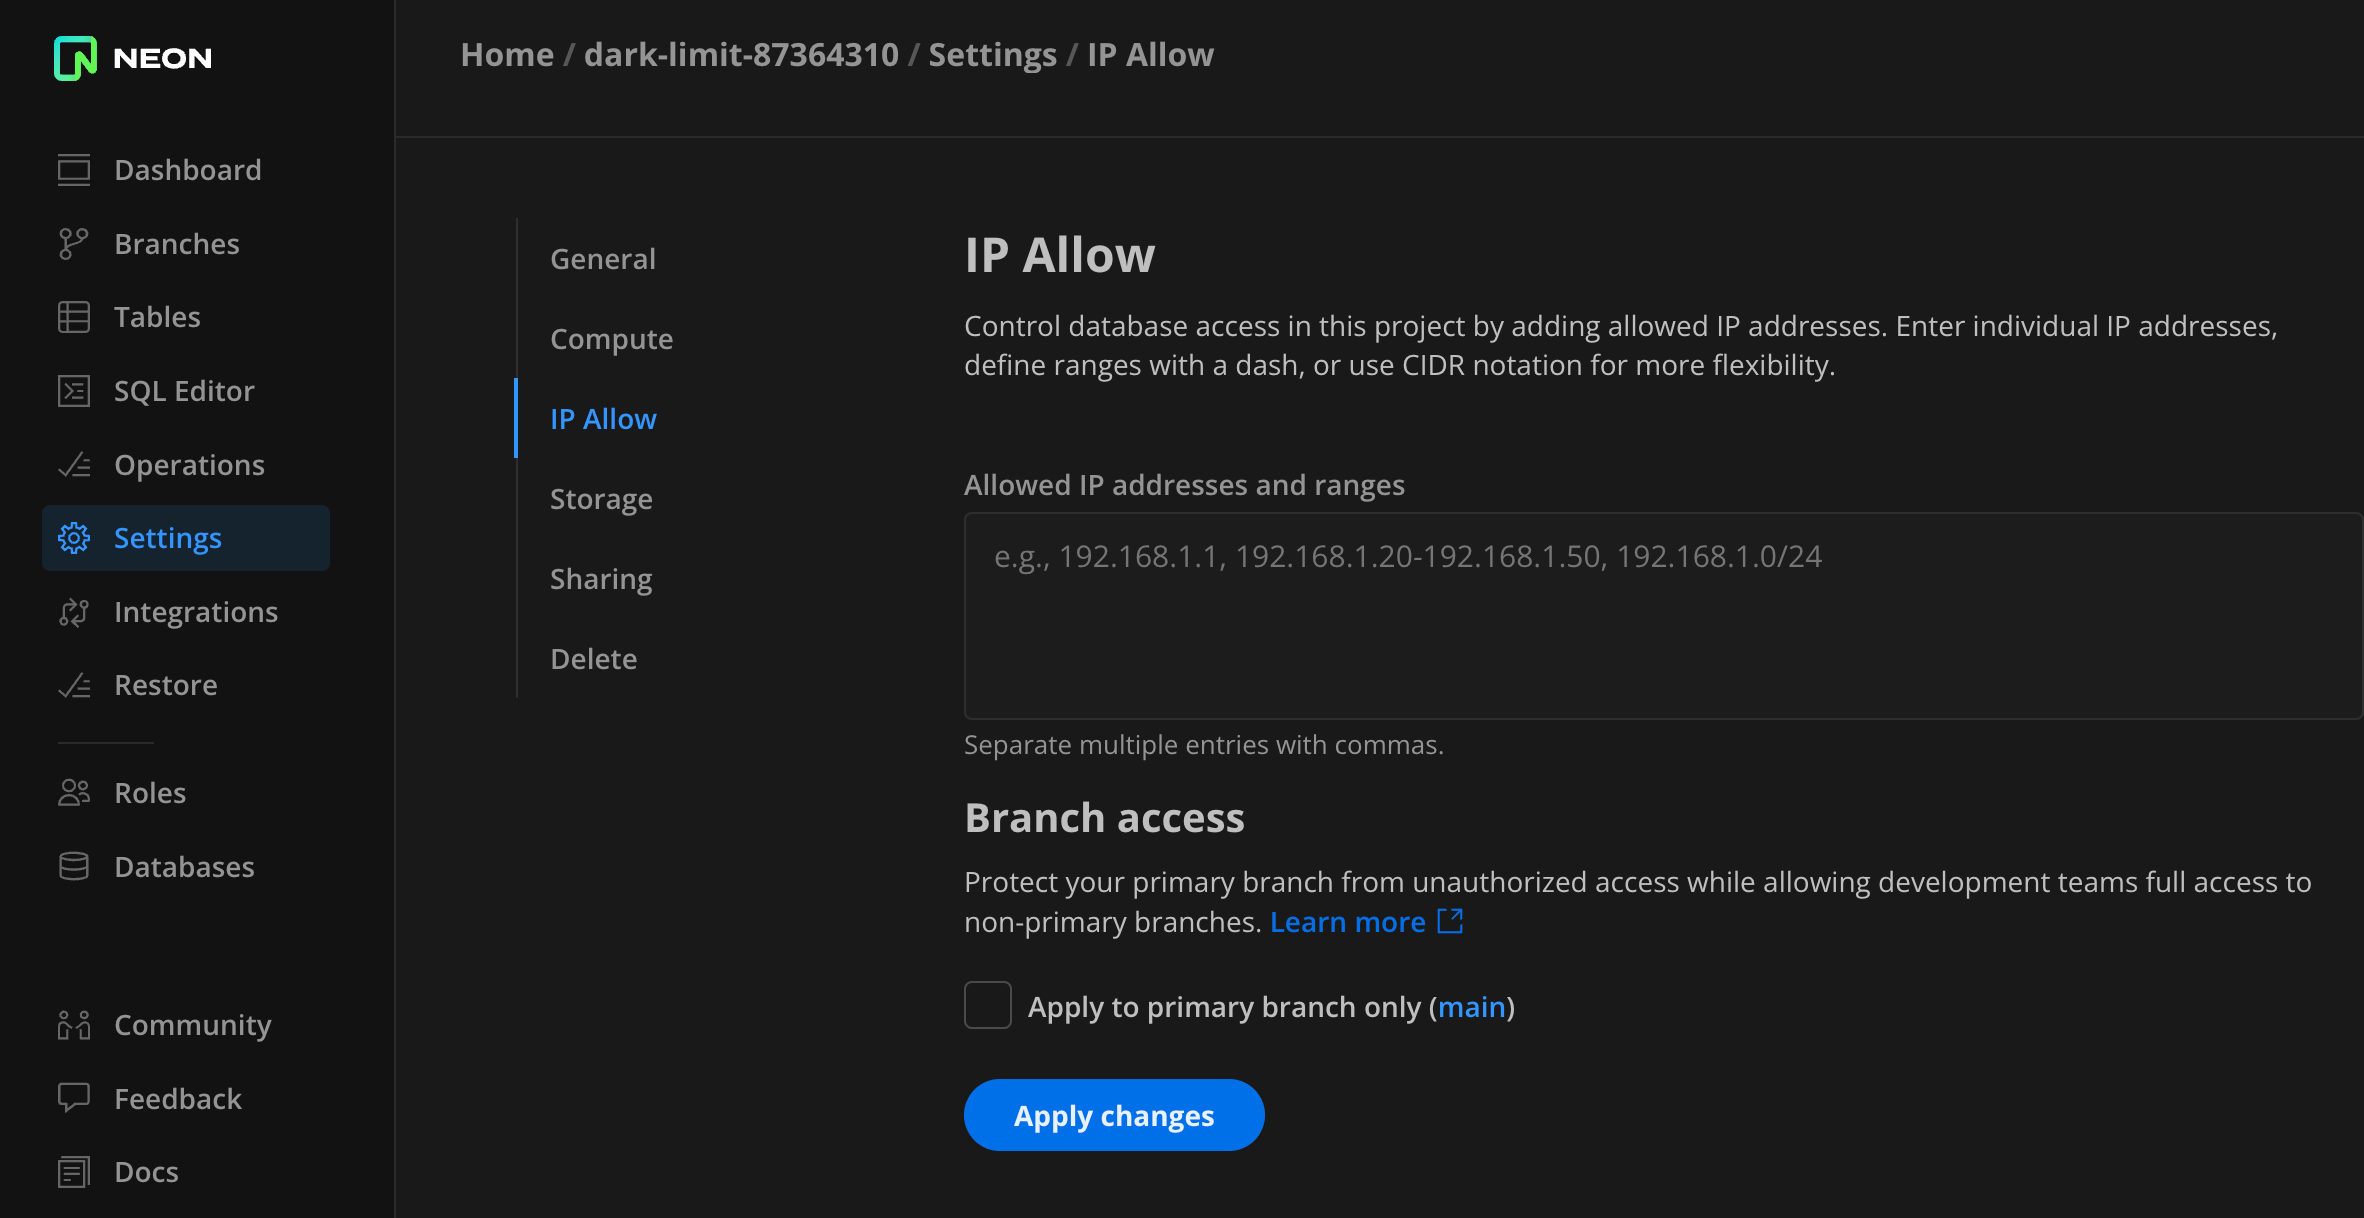 NEON
Home / dark-limit-87364310 / Settings / IP Allow
Dashboard
Branches
Tables
SQL Editor
Operations
Settings
Integrations
Restore
Roles
Databases
Community
Feedback
Docs
General
Compute
IP Allow
Storage
Sharing
Delete
IP Allow
Control database access in this project by adding allowed IP addresses. Enter individual IP addresses,
define ranges with a dash, or use CIDR notation for more flexibility.
Allowed IP addresses and ranges
e.g., 192.168.1.1, 192.168.1.20-192.168.1.50, 192.168.1.0/24
Separate multiple entries with commas.
Branch access
Protect your primary branch from unauthorized access while allowing development teams full access to
non-primary branches. Learn more
Apply to primary branch only (main)
Apply changes